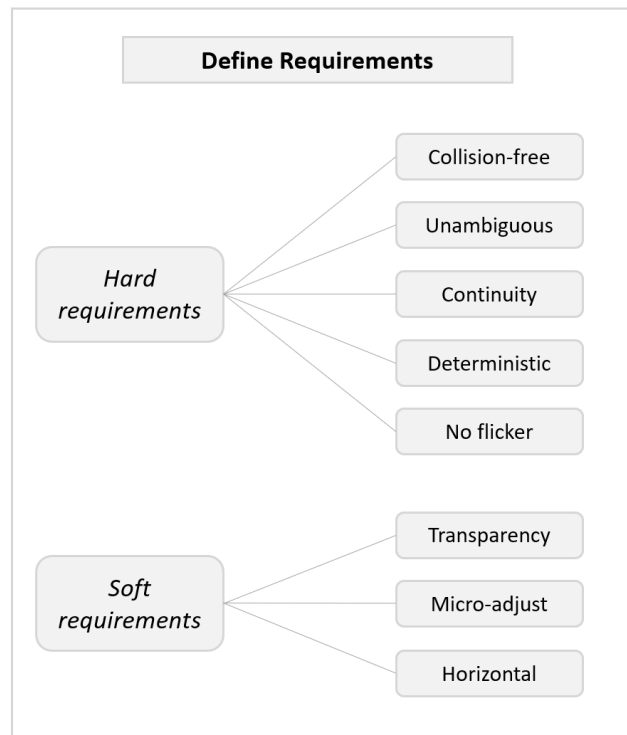 Define Requirements
Hard
requirements
Collision-free
Unambiguous
Continuity
Deterministic
No flicker
Soft
requirements
Transparency
Micro-adjust
Horizontal